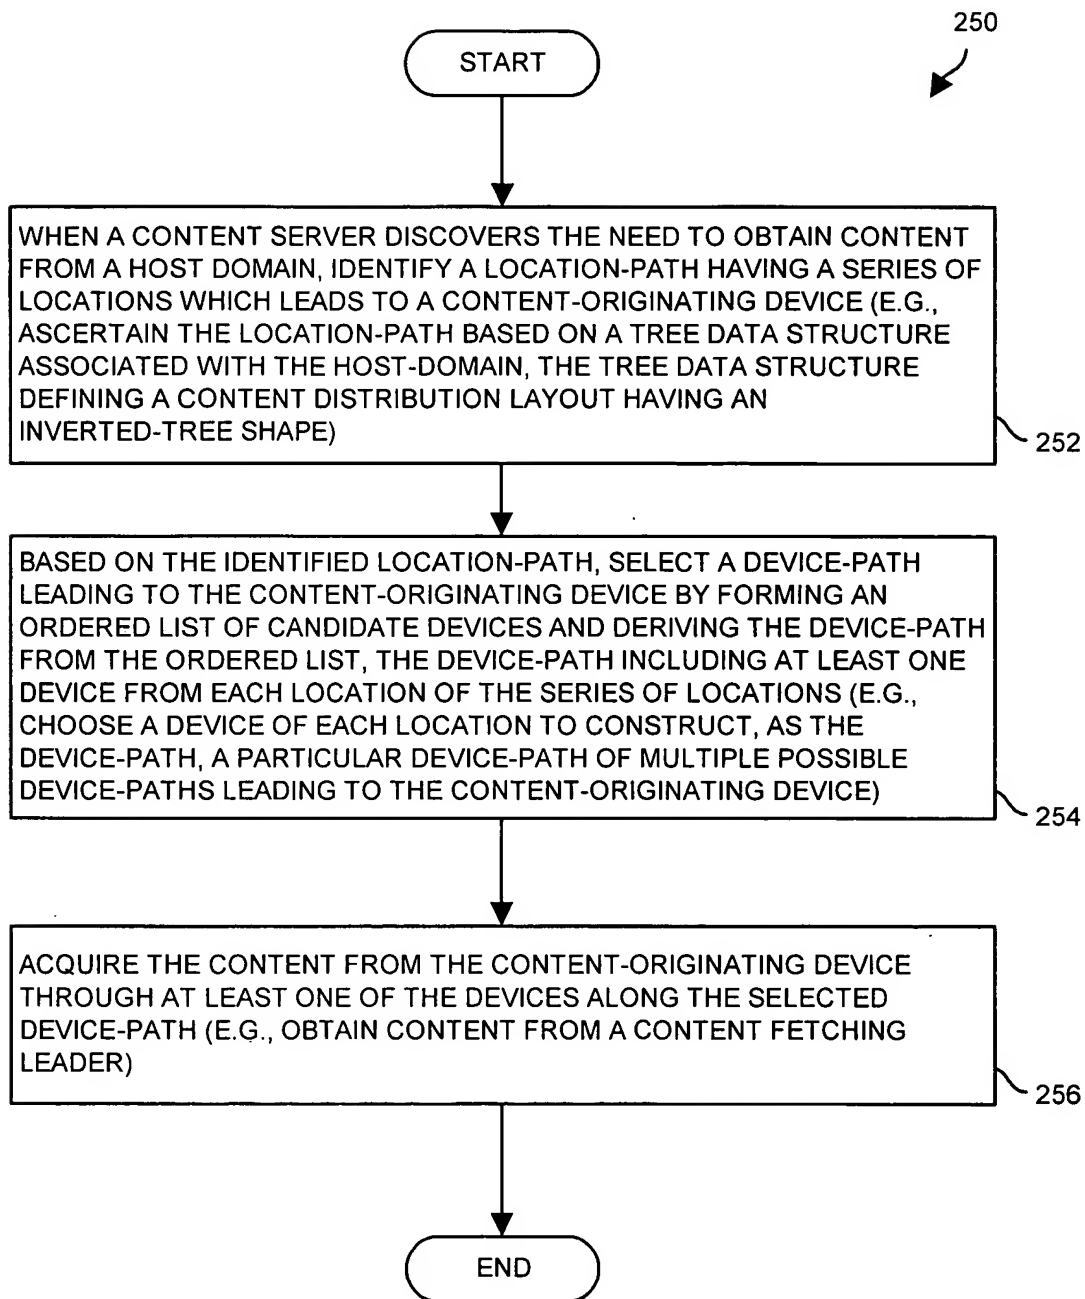 250
START
WHEN A CONTENT SERVER DISCOVERS THE NEED TO OBTAIN CONTENT
FROM A HOST DOMAIN, IDENTIFY A LOCATION-PATH HAVING A SERIES OF
LOCATIONS WHICH LEADS TO A CONTENT-ORIGINATING DEVICE (E.G.,
ASCERTAIN THE LOCATION-PATH BASED ON A TREE DATA STRUCTURE
ASSOCIATED WITH THE HOST-DOMAIN, THE TREE DATA STRUCTURE
DEFINING A CONTENT DISTRIBUTION LAYOUT HAVING AN
INVERTED-TREE SHAPE)
252
BASED ON THE IDENTIFIED LOCATION-PATH, SELECT A DEVICE-PATH
LEADING TO THE CONTENT-ORIGINATING DEVICE BY FORMING AN
ORDERED LIST OF CANDIDATE DEVICES AND DERIVING THE DEVICE-PATH
FROM THE ORDERED LIST, THE DEVICE-PATH INCLUDING AT LEAST ONE
DEVICE FROM EACH LOCATION OF THE SERIES OF LOCATIONS (E.G.,
CHOOSE A DEVICE OF EACH LOCATION TO CONSTRUCT, AS THE
DEVICE-PATH, A PARTICULAR DEVICE-PATH OF MULTIPLE POSSIBLE
DEVICE-PATHS LEADING TO THE CONTENT-ORIGINATING DEVICE)
254
ACQUIRE THE CONTENT FROM THE CONTENT-ORIGINATING DEVICE
THROUGH AT LEAST ONE OF THE DEVICES ALONG THE SELECTED
DEVICE-PATH (E.G., OBTAIN CONTENT FROM A CONTENT FETCHING
LEADER)
256
END